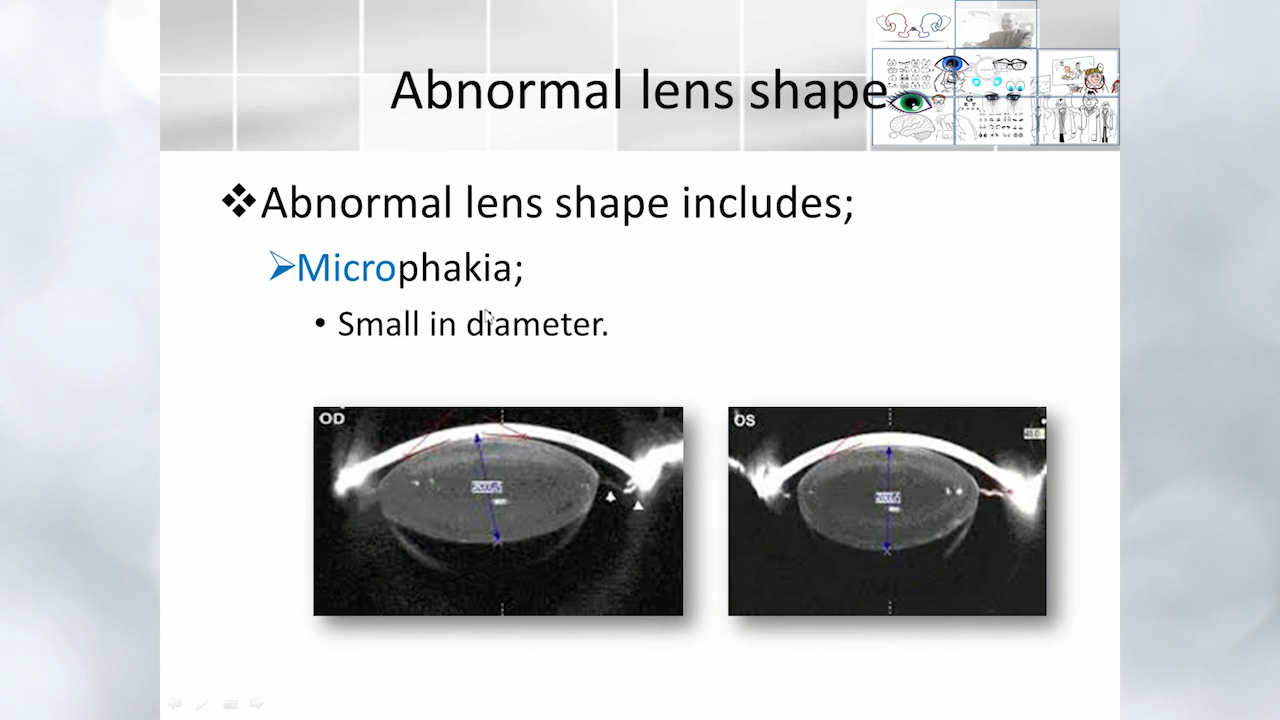 Abnormal lens shape
❖Abnormal lens shape includes;
➢Microphakia;
• Small in diameter.
OD
OS